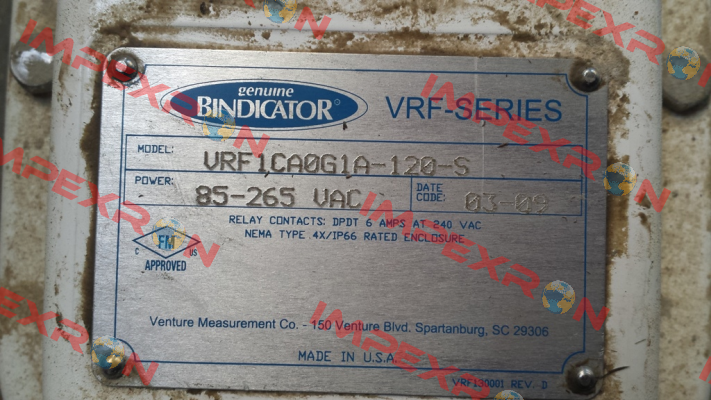 genuine
BINDICATOR®
VRF-SERIES
MODEL: VRF1CA0G1A-120-S
POWER: 85-265 VAC DATE CODE: 03-09
RELAY CONTACTS: DPDT 6 AMPS AT 240 VAC
NEMA TYPE 4X/IP66 RATED ENCLOSURE
FM
C US
APPROVED
Venture Measurement Co. - 150 Venture Blvd. Spartanburg, SC 29306
MADE IN U.S.A.
VRF130001 REV. D
IMPEXRON